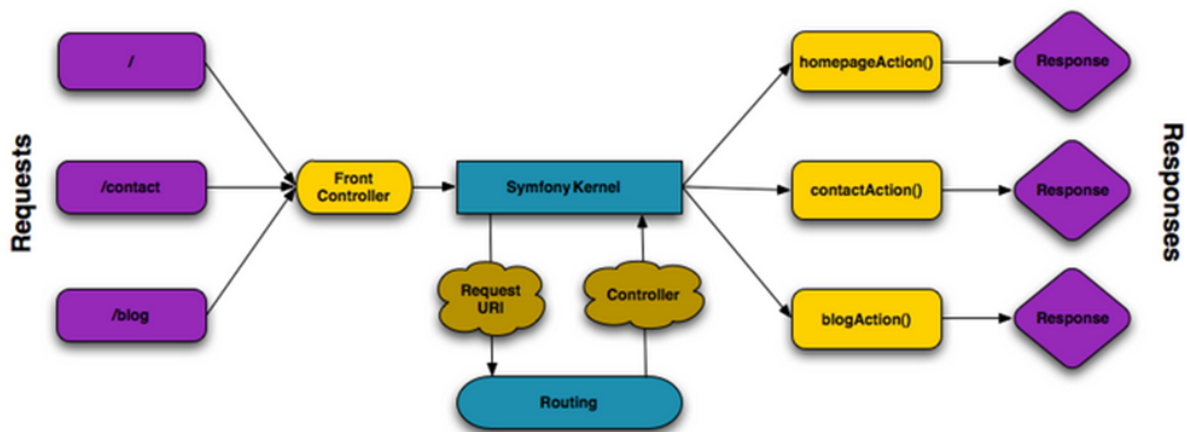 Requests
/
/contact
/blog
Front
Controller
Symfony Kernel
Request
URI
Controller
Routing
homepageAction()
contactAction()
blogAction()
Response
Response
Response
Responses